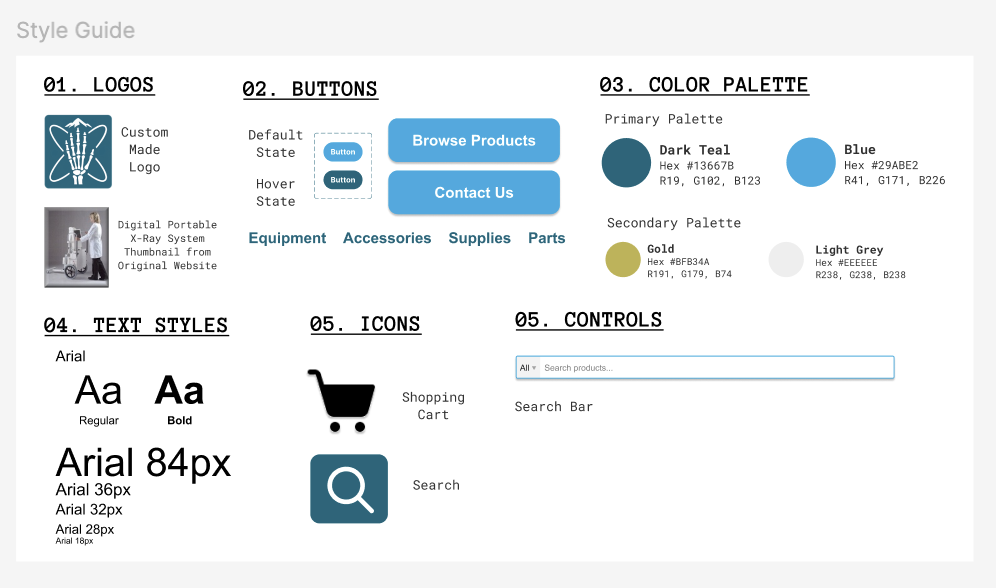 Style Guide
01. LOGOS
Custom
Made
Logo
Digital Portable
X-Ray System
Thumbnail from
Original Website
02. BUTTONS
Default
State
Button
Hover
State
Button
Browse Products
Contact Us
Equipment Accessories Supplies Parts
03. COLOR PALETTE
Primary Palette
Dark Teal
Hex #13667B
R19, G102, B123
Blue
Hex #29ABE2
R41, G171, B226
Secondary Palette
Gold
Hex #BFB34A
R191, G179, B74
Light Grey
Hex #EEEEEE
R238, G238, B238
04. TEXT STYLES
Arial
Aa Aa
Regular Bold
Arial 84px
Arial 36px
Arial 32px
Arial 28px
Arial 18px
05. ICONS
Shopping
Cart
Search
05. CONTROLS
All Search products...
Search Bar